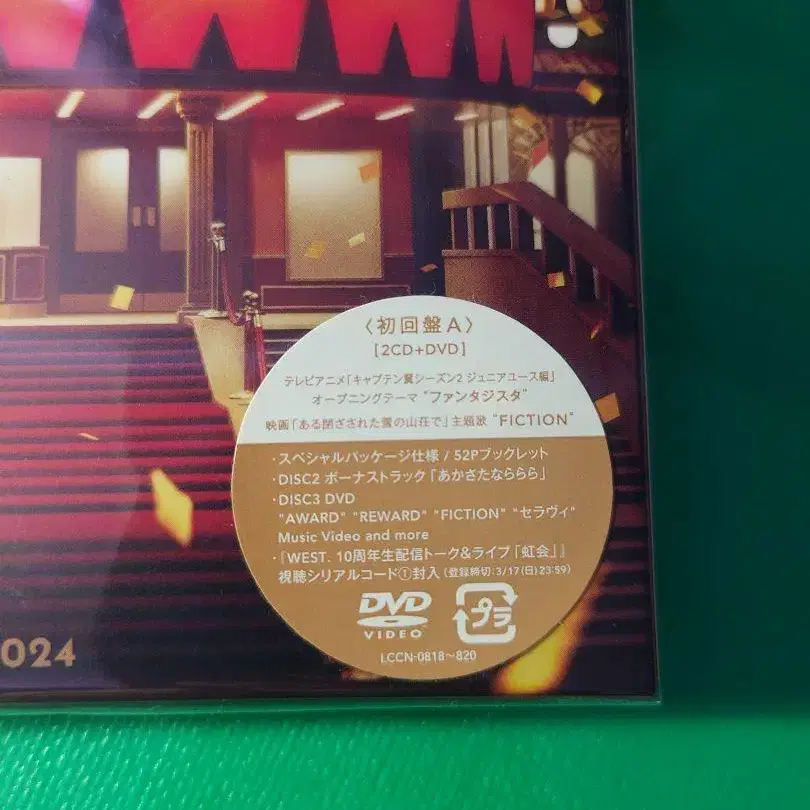 WWWW
〈初回盤A〉
[2CD+DVD]
テレビアニメ「キャプテン翼シーズン2 ジュニアユース編」
オープニングテーマ "ファンタジスタ"
映画「ある閉ざされた雪の山荘で」主題歌 "FICTION"
・スペシャルパッケージ仕様 / 52Pブックレット
・DISC2 ボーナストラック「あかさたなららら」
・DISC3 DVD
"AWARD" "REWARD" "FICTION" "セラヴィ"
Music Video and more
・『WEST. 10周年生配信トーク&ライブ「虹会」』
視聴シリアルコード①封入 (登録締切:3/17(日)23:59)
DVD
VIDEO
プラ
LCCN-0818〜820
024